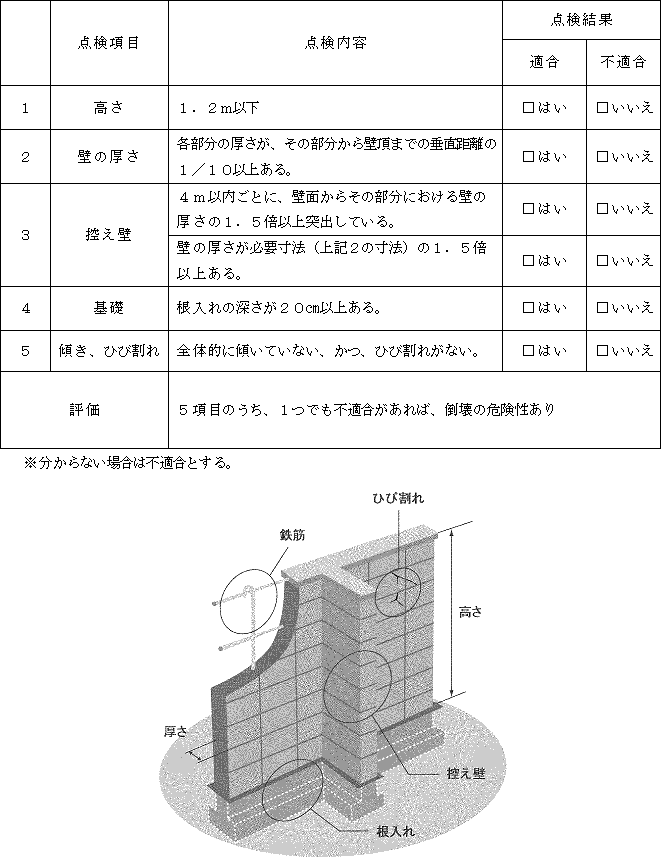 点検項目
点検内容
点検結果
適合
不適合
１
高さ
１．２ｍ以下
□はい
□いいえ
２
壁の厚さ
各部分の厚さが、その部分から壁頂までの垂直距離の
１／１０以上ある。
□はい
□いいえ
３
控え壁
４ｍ以内ごとに、壁面からその部分における壁の
厚さの１．５倍以上突出している。
□はい
□いいえ
壁の厚さが必要寸法（上記２の寸法）の１．５倍
以上ある。
□はい
□いいえ
４
基礎
根入れの深さが２０㎝以上ある。
□はい
□いいえ
５
傾き、ひび割れ
全体的に傾いていない、かつ、ひび割れがない。
□はい
□いいえ
評価
５項目のうち、１つでも不適合があれば、倒壊の危険性あり
※分からない場合は不適合とする。
ひび割れ
鉄筋
高さ
厚さ
控え壁
根入れ